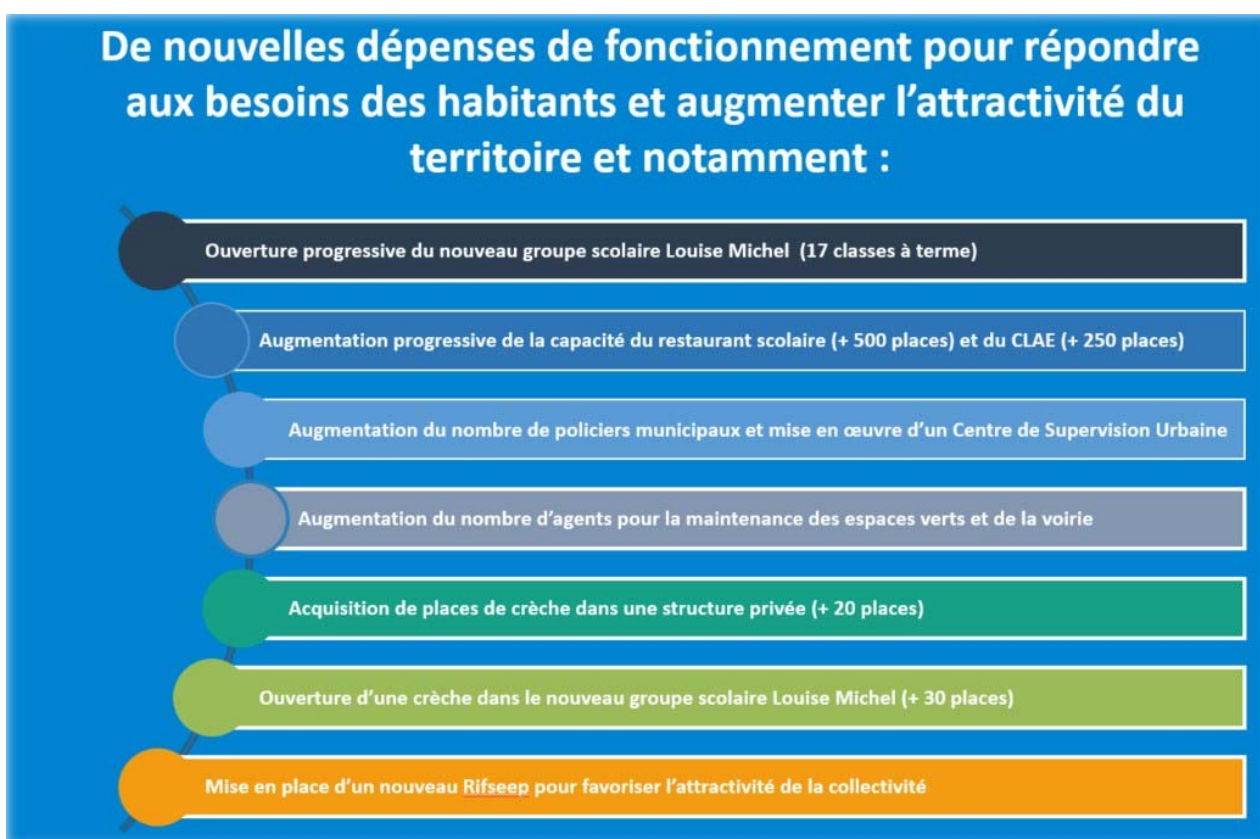 De nouvelles dépenses de fonctionnement pour répondre
aux besoins des habitants et augmenter l'attractivité du
territoire et notamment :
Ouverture progressive du nouveau groupe scolaire Louise Michel (17 classes à terme)
Augmentation progressive de la capacité du restaurant scolaire (+ 500 places) et du CLAE (+ 250 places)
Augmentation du nombre de policiers municipaux et mise en œuvre d'un Centre de Supervision Urbaine
Augmentation du nombre d'agents pour la maintenance des espaces verts et de la voirie
Acquisition de places de crèche dans une structure privée (+ 20 places)
Ouverture d'une crèche dans le nouveau groupe scolaire Louise Michel (+ 30 places)
Mise en place d'un nouveau Rifseep pour favoriser l'attractivité de la collectivité